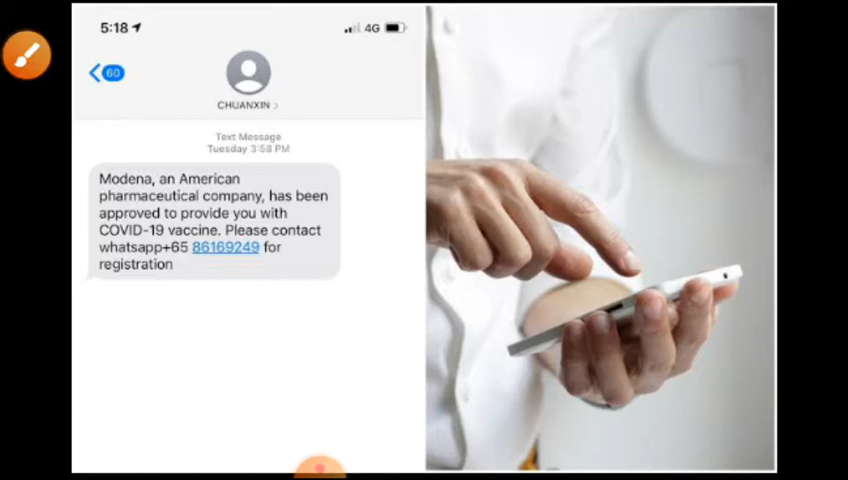 5:18
4G
60
CHUANXIN
Text Message
Tuesday 3:58 PM
Modena, an American
pharmaceutical company, has been
approved to provide you with
COVID-19 vaccine. Please contact
whatsapp+65 86169249 for
registration